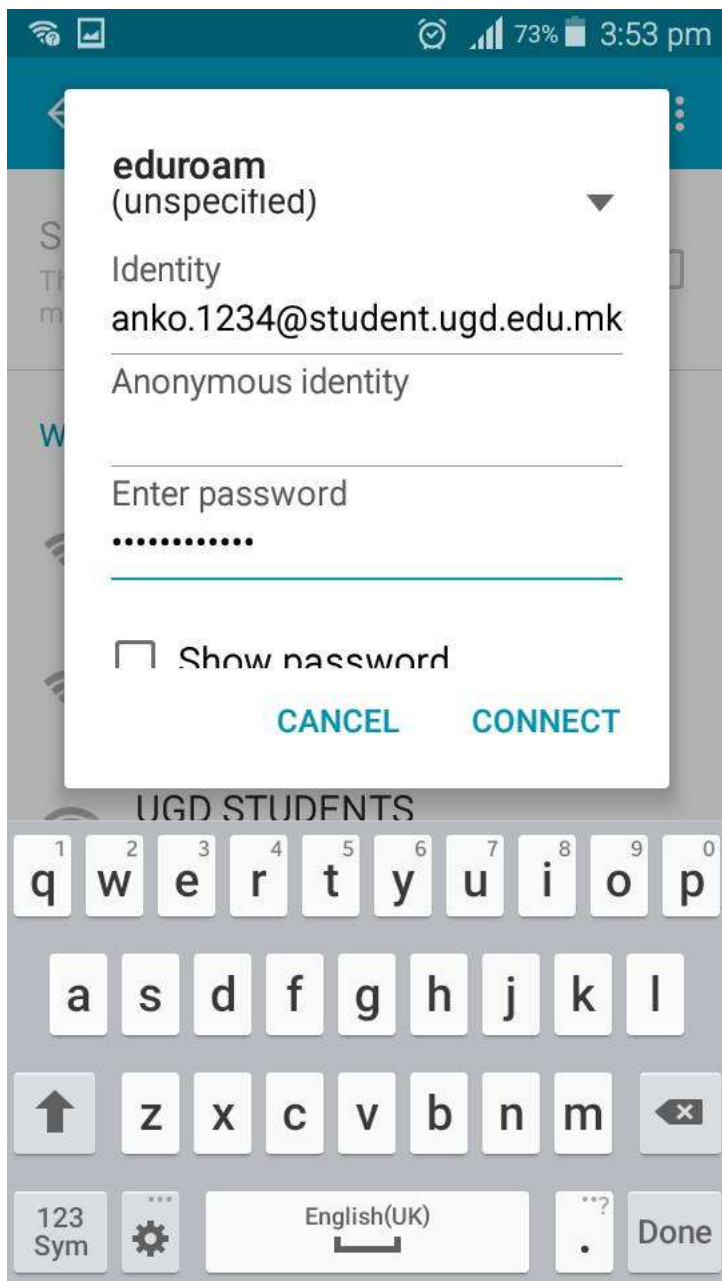 73% 3:53 pm
eduroam
(unspecified)
S
Th
m
Identity
anko.1234@student.ugd.edu.mk
Anonymous identity
W
Enter password
••••••••••••
Show password
CANCEL CONNECT
UGD STUDENTS
1 2 3 4 5 6 7 8 9 0
q w e r t y u i o p
a s d f g h j k l
z x c v b n m
123 Sym English(UK) . Done